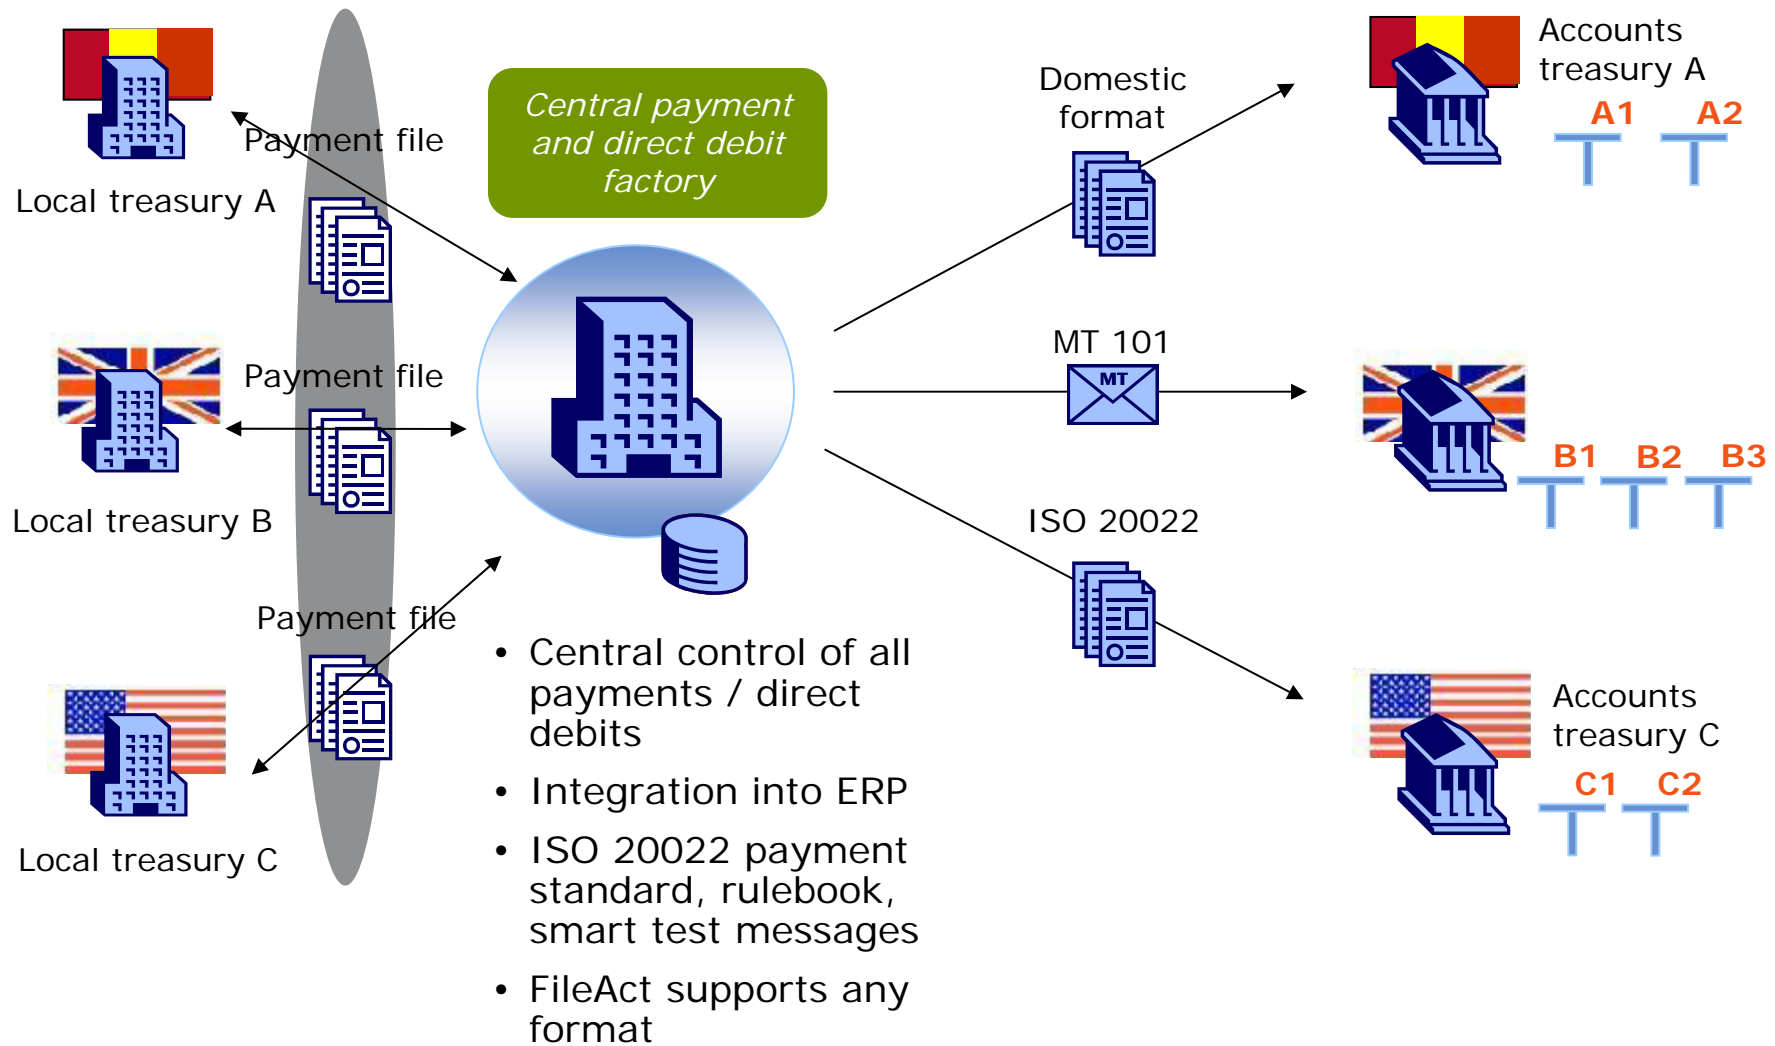 Payment file
Local treasury A
Payment file
Local treasury B
Payment file
Local treasury C
Central payment
and direct debit
factory
• Central control of all
payments / direct
debits
• Integration into ERP
• ISO 20022 payment
standard, rulebook,
smart test messages
• FileAct supports any
format
Domestic
format
MT 101
MT
ISO 20022
Accounts
treasury A
A1 A2
B1 B2 B3
Accounts
treasury C
C1 C2